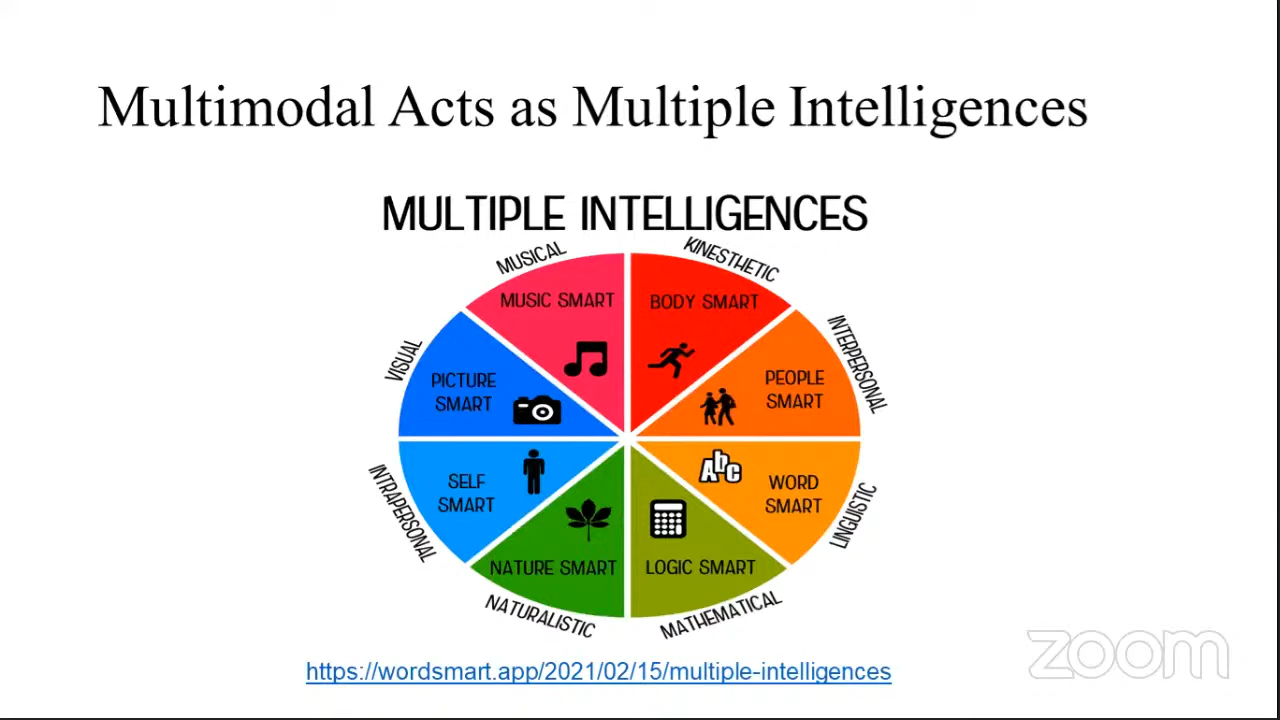 Multimodal Acts as Multiple Intelligences
MULTIPLE INTELLIGENCES
MUSICAL
KINESTHETIC
MUSIC SMART
BODY SMART
VISUAL
INTERPERSONAL
PICTURE
SMART
PEOPLE
SMART
INTRAPERSONAL
SELF
SMART
Abc
WORD
SMART
LINGUISTIC
NATURE SMART
LOGIC SMART
NATURALISTIC
MATHEMATICAL
zoom
https://wordsmart.app/2021/02/15/multiple-intelligences